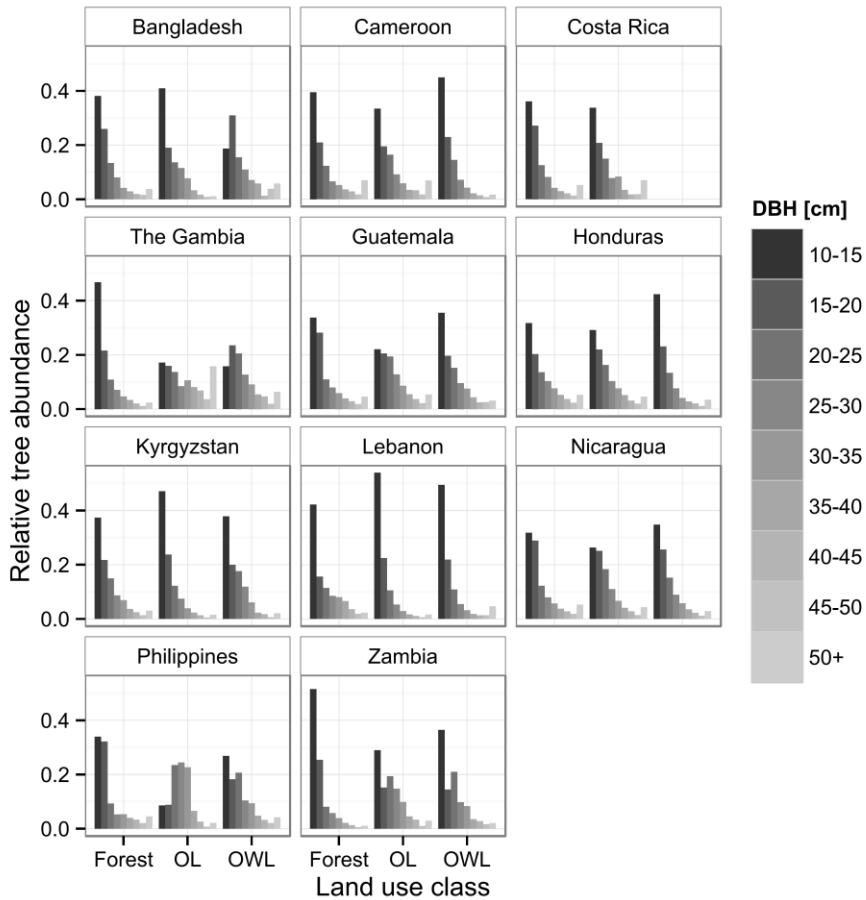 Bangladesh
Cameroon
Costa Rica
0.4
0.2
0.0
The Gambia
Guatemala
Honduras
0.4
0.2
0.0
Kyrgyzstan
Lebanon
Nicaragua
0.4
0.2
0.0
Philippines
Zambia
0.4
0.2
0.0
Forest OL OWL
Forest OL OWL
Land use class
Relative tree abundance
DBH [cm]
10-15
15-20
20-25
25-30
30-35
35-40
40-45
45-50
50+